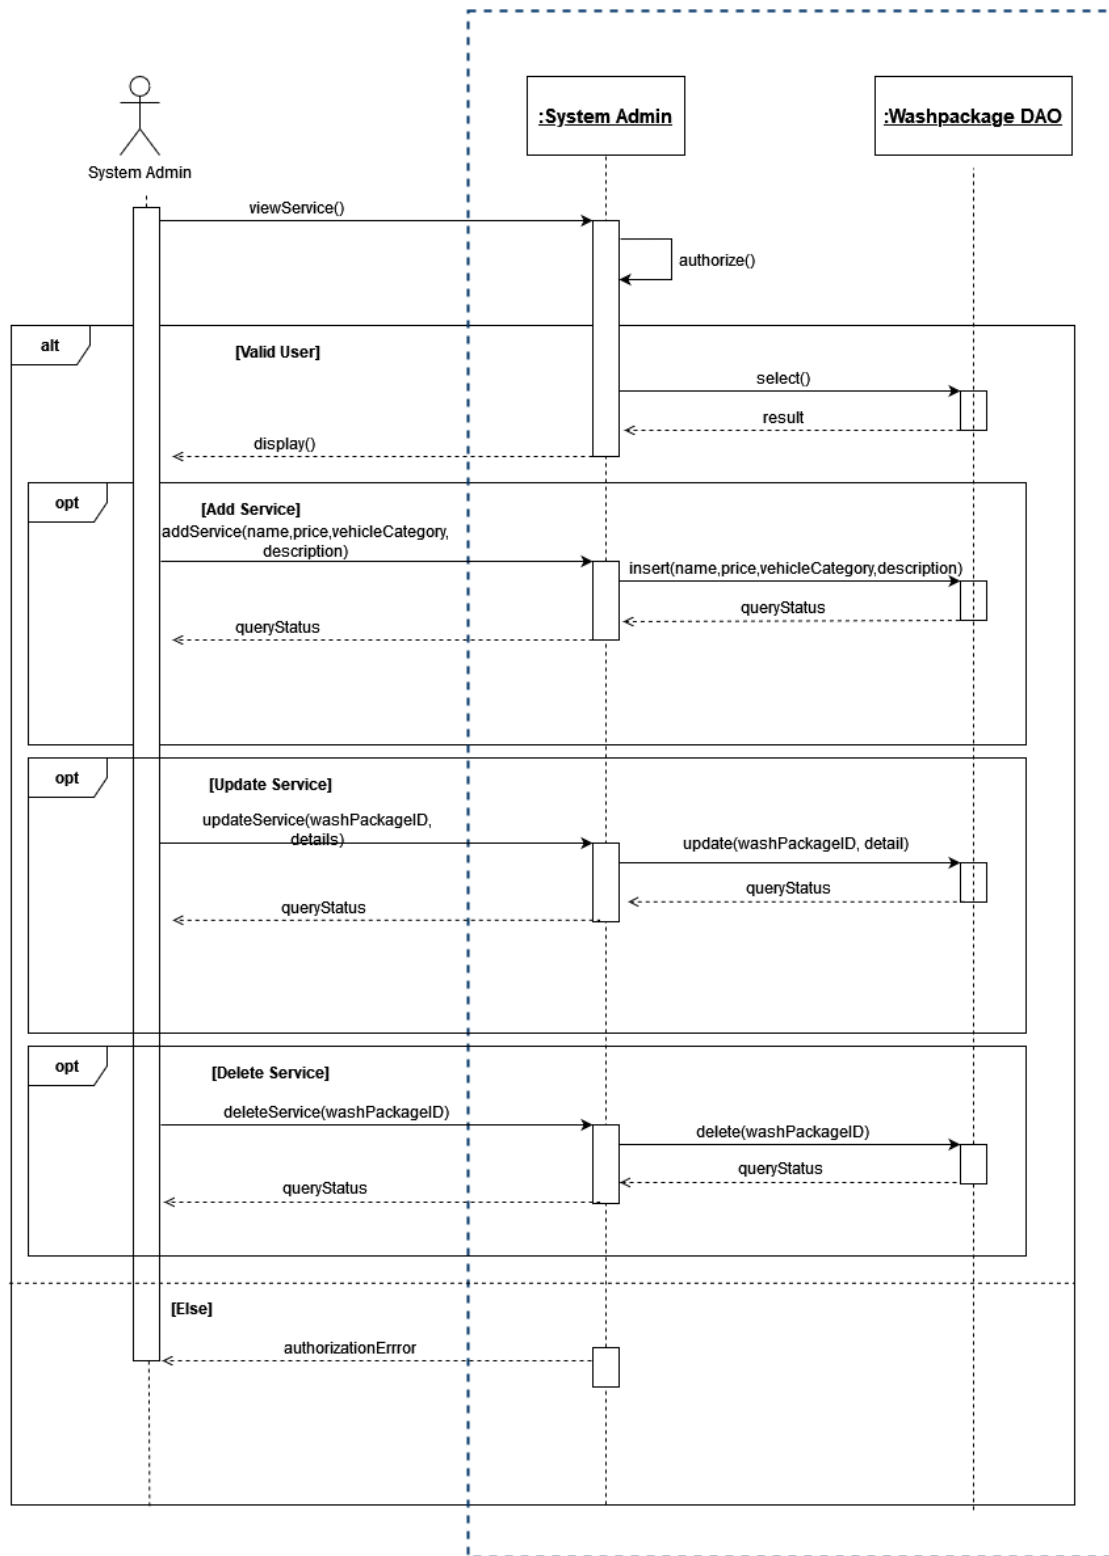 System Admin
:System Admin
:Washpackage DAO
viewService()
authorize()
alt
[Valid User]
select()
result
display()
opt
[Add Service]
addService(name,price,vehicleCategory,
description)
insert(name,price,vehicleCategory,description)
queryStatus
queryStatus
opt
[Update Service]
updateService(washPackageID,
details)
update(washPackageID, detail)
queryStatus
queryStatus
opt
[Delete Service]
deleteService(washPackageID)
delete(washPackageID)
queryStatus
queryStatus
[Else]
authorizationErrror